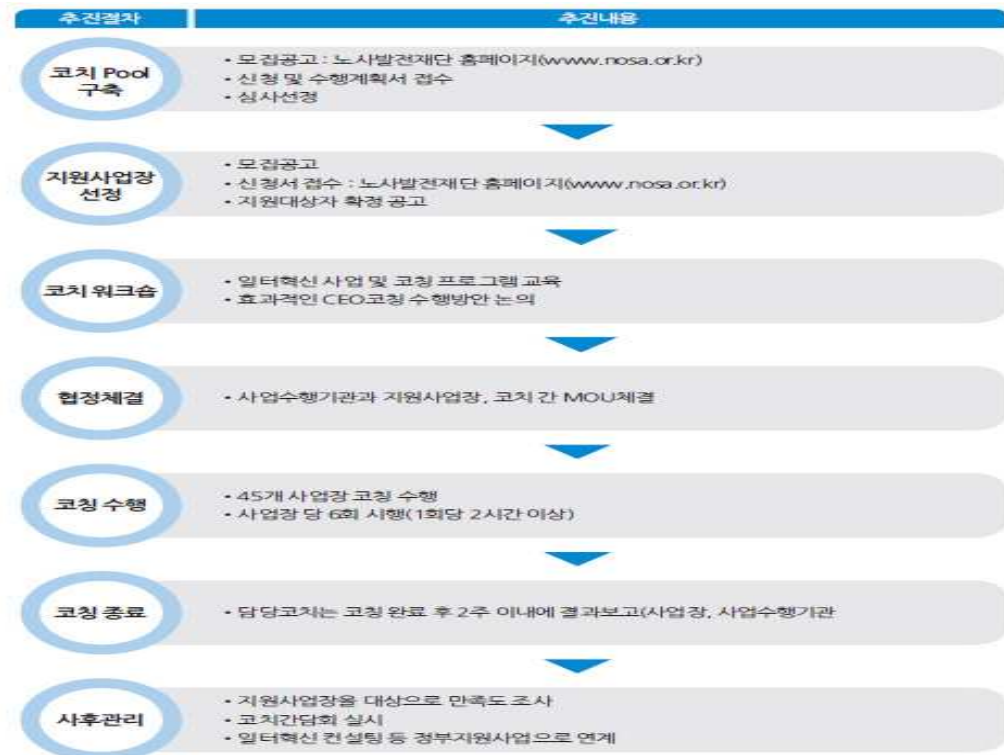 추진절차 추진내용
코치 Pool
구축
• 모집공고 : 노사발전재단 홈페이지(www.nosa.or.kr)
• 신청 및 수행계획서 접수
• 심사선정
지원사업장
선정
• 모집공고
• 신청서 접수 : 노사발전재단 홈페이지(www.nosa.or.kr)
• 지원대상자 확정 공고
코치 워크숍
• 일터혁신 사업 및 코칭 프로그램 교육
• 효과적인 CEO코칭 수행방안 논의
협정체결
• 사업수행기관과 지원사업장, 코치 간 MOU체결
코칭 수행
• 45개 사업장 코칭 수행
• 사업장 당 6회 시행(1회당 2시간 이상)
코칭 종료
• 담당코치는 코칭 완료 후 2주 이내에 결과보고(사업장, 사업수행기관
사후관리
• 지원사업장을 대상으로 만족도 조사
• 코치간담회 실시
• 일터혁신 컨설팅 등 정부지원사업으로 연계